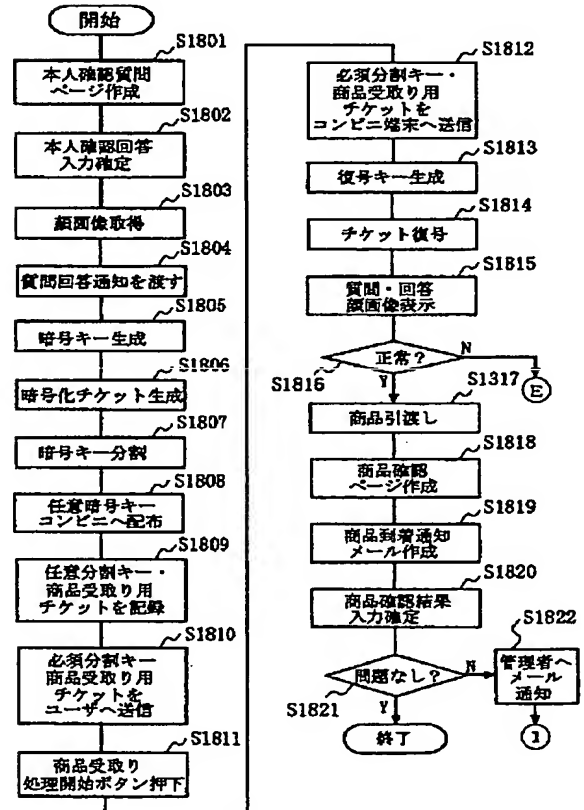 開始
S1801
本人確認質問
ページ作成
S1802
本人確認回答
入力確定
S1803
顔画像取得
S1804
質問回答通知を渡す
S1805
暗号キー生成
S1806
暗号化チケット生成
S1807
暗号キー分割
S1808
任意暗号キー
コンビニへ配布
S1809
任意分割キー・
商品受取り用
チケットを記録
S1810
必須分割キー
商品受取り用
チケットを
ユーザへ送信
S1811
商品受取り
処理開始ボタン押下
S1812
必須分割キー・
商品受取り用
チケットを
コンビニ端末へ送信
S1813
復号キー生成
S1814
チケット復号
S1815
質問・回答
顔画像表示
正常?
N
S1816
Y
E
S1317
商品引渡し
S1818
商品確認
ページ作成
S1819
商品到着通知
メール作成
S1820
商品確認結果
入力確定
S1822
問題なし?
N
管理者へ
メール
通知
S1821
Y
終了
1